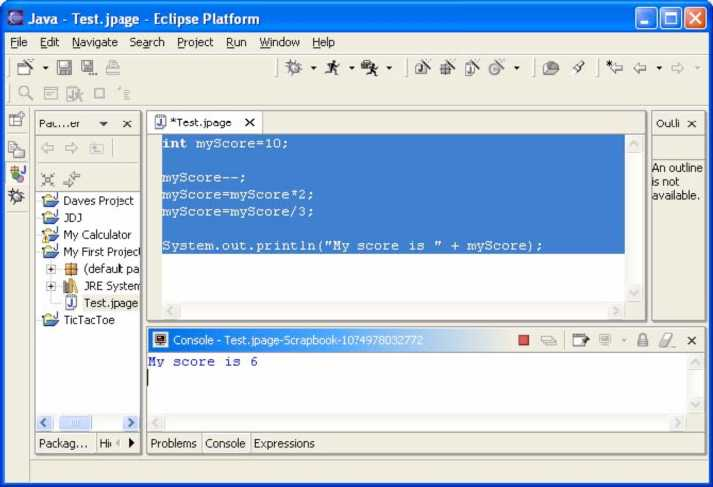 Java - Test.jpage - Eclipse Platform
File Edit Navigate Search Project Run Window Help
Pac...er
*Test.jpage
Outli
int myScore=10;
myScore--;
myScore=myScore*2;
myScore=myScore/3;
System.out.println("My score is " + myScore);
An outline
is not
available.
Daves Project
JDJ
My Calculator
My First Project
(default pa
JRE System
Test.jpage
TicTacToe
Console - Test.jpage-Scrapbook-1074978032772
My score is 6
Packag...
Hi
Problems Console Expressions